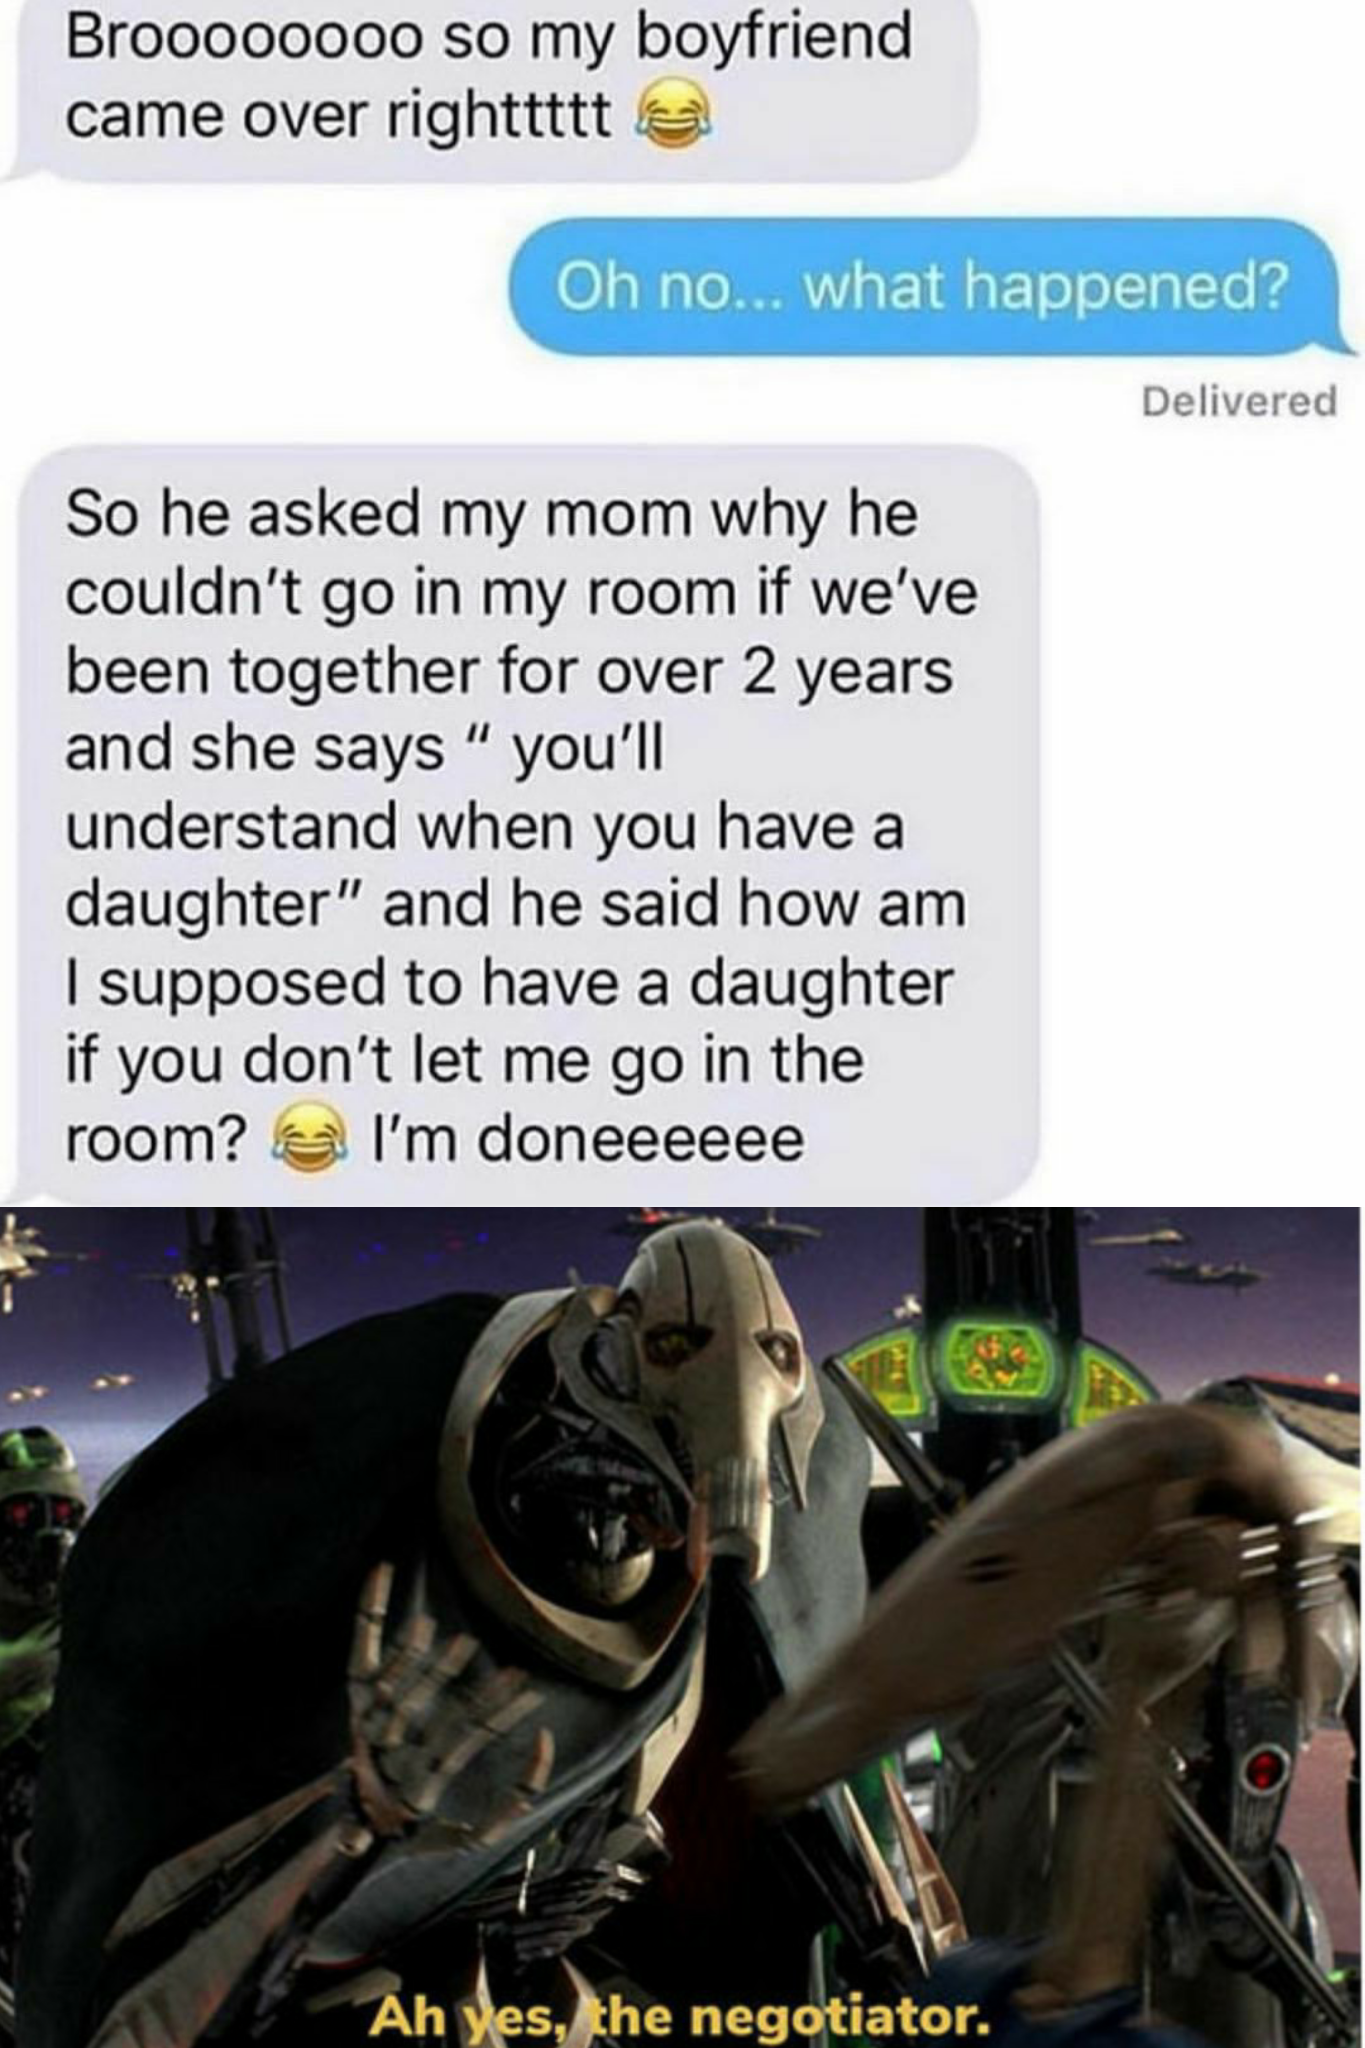 Broooooooo so my boyfriend
came over righttttt 😂
Oh no... what happened?
Delivered
So he asked my mom why he
couldn't go in my room if we've
been together for over 2 years
and she says “ you'll
understand when you have a
daughter” and he said how am
I supposed to have a daughter
if you don't let me go in the
room? 😂 I'm doneeeeee
Ah yes, the negotiator.